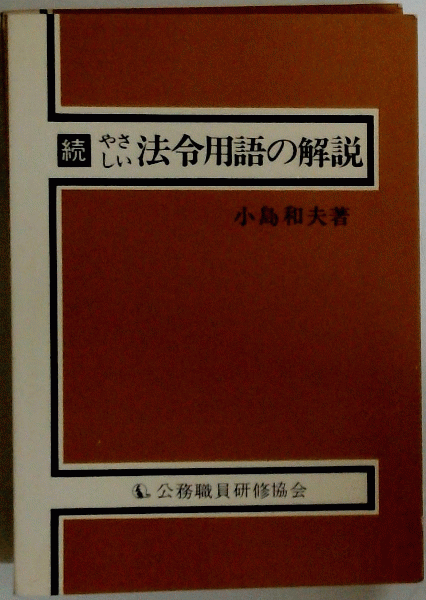 続 やさしい 法令用語の解説
小島和夫著
公務職員研修協会